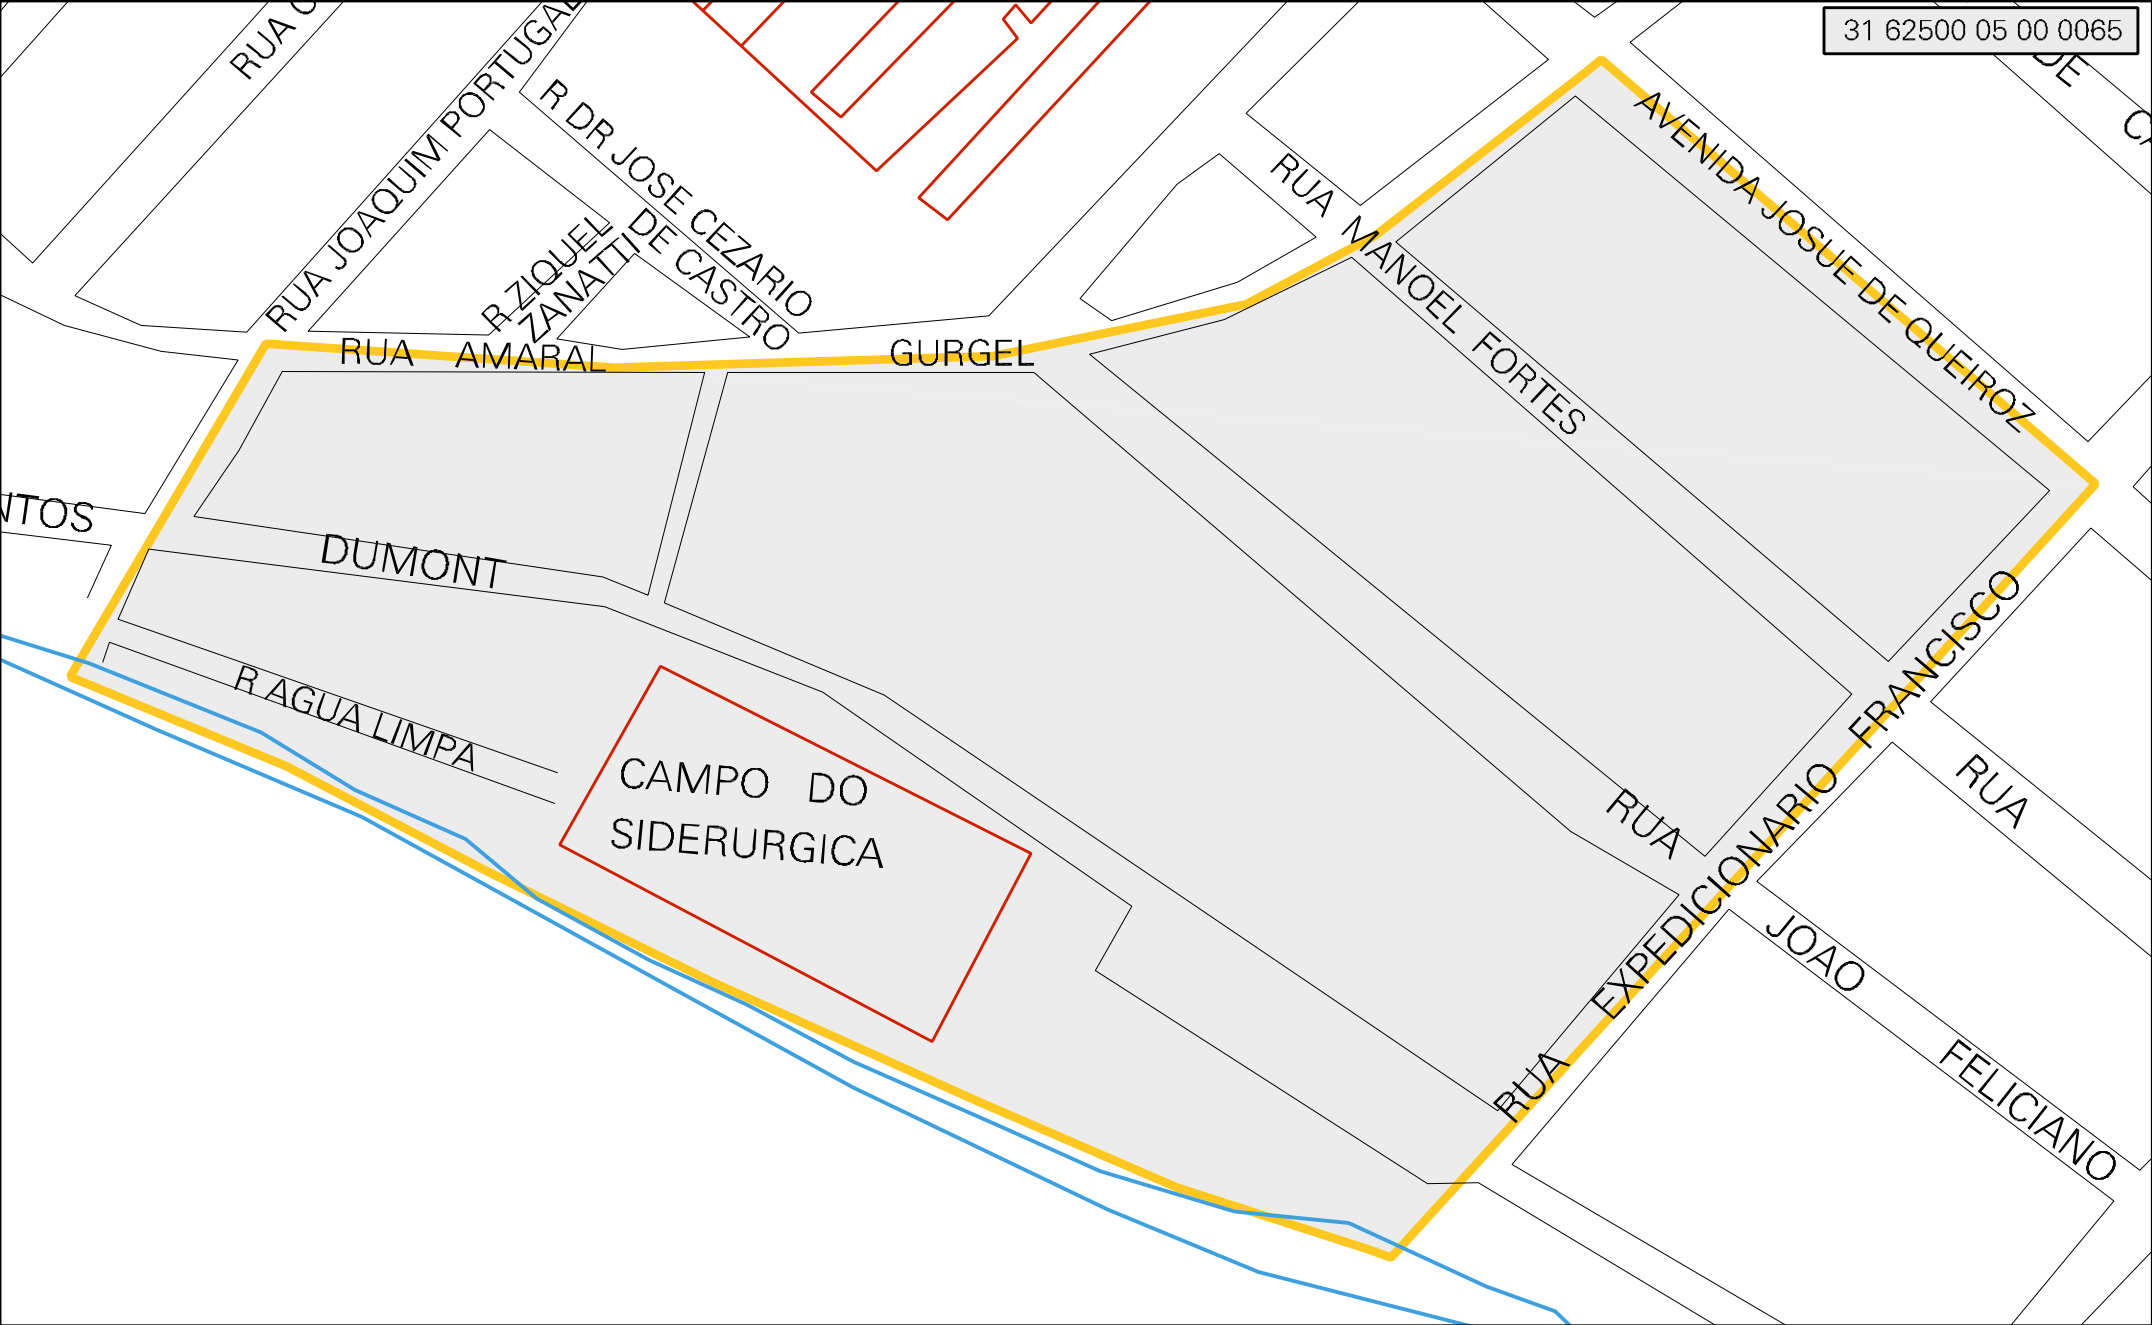 31 62500 05 00 0065
RUA
DE
RUA JOAQUIM PORTUGAL
R DR JOSE CEZARIO
DE CASTRO
R ZIQUEL
ZANATTI
RUA MANOEL FORTES
AVENIDA JOSUE DE QUEIROZ
RUA AMARAL GURGEL
DUMONT
R AGUA LIMPA
CAMPO DO
SIDERURGICA
RUA EXPEDICIONARIO FRANCISCO
RUA
RUA JOAO FELICIANO